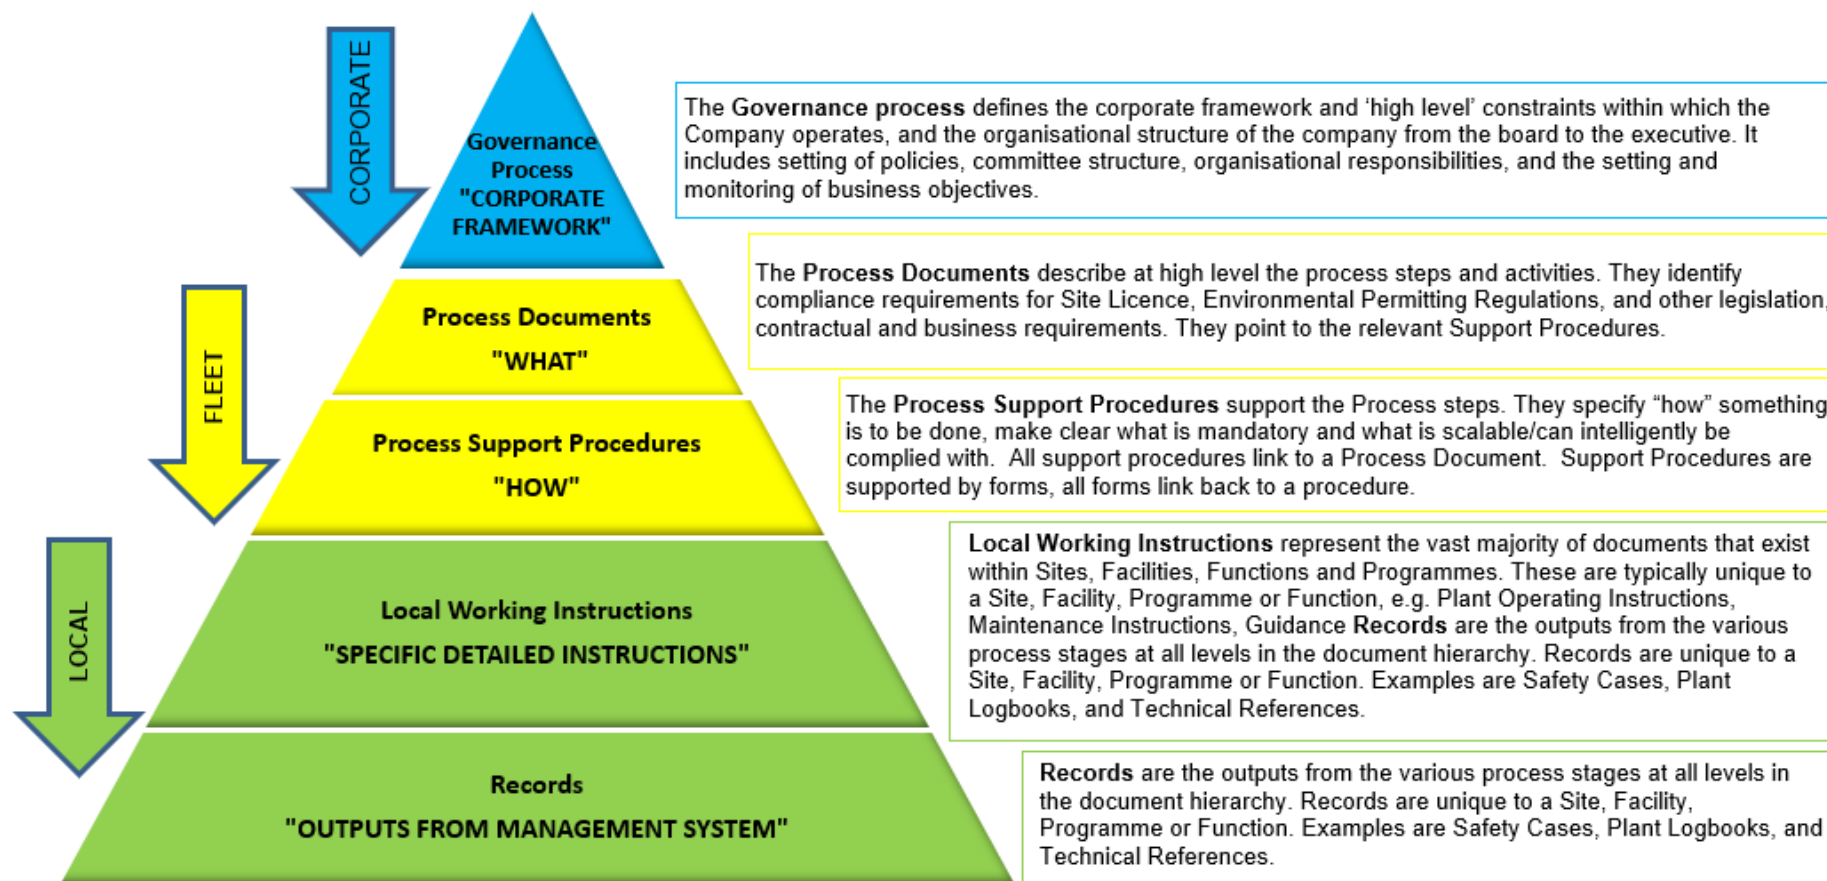 CORPORATE
Governance
Process
"CORPORATE
FRAMEWORK"
The Governance process defines the corporate framework and ‘high level’ constraints within which the
Company operates, and the organisational structure of the company from the board to the executive. It
includes setting of policies, committee structure, organisational responsibilities, and the setting and
monitoring of business objectives.
FLEET
Process Documents
"WHAT"
The Process Documents describe at high level the process steps and activities. They identify
compliance requirements for Site Licence, Environmental Permitting Regulations, and other legislation,
contractual and business requirements. They point to the relevant Support Procedures.
Process Support Procedures
"HOW"
The Process Support Procedures support the Process steps. They specify “how” something
is to be done, make clear what is mandatory and what is scalable/can intelligently be
complied with.  All support procedures link to a Process Document.  Support Procedures are
supported by forms, all forms link back to a procedure.
LOCAL
Local Working Instructions
"SPECIFIC DETAILED INSTRUCTIONS"
Local Working Instructions represent the vast majority of documents that exist
within Sites, Facilities, Functions and Programmes. These are typically unique to
a Site, Facility, Programme or Function, e.g. Plant Operating Instructions,
Maintenance Instructions, Guidance Records are the outputs from the various
process stages at all levels in the document hierarchy. Records are unique to a
Site, Facility, Programme or Function. Examples are Safety Cases, Plant
Logbooks, and Technical References.
Records
"OUTPUTS FROM MANAGEMENT SYSTEM"
Records are the outputs from the various process stages at all levels in
the document hierarchy. Records are unique to a Site, Facility,
Programme or Function. Examples are Safety Cases, Plant Logbooks, and
Technical References.